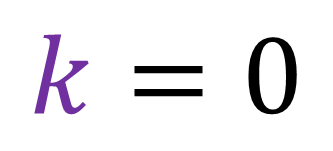 k = 0